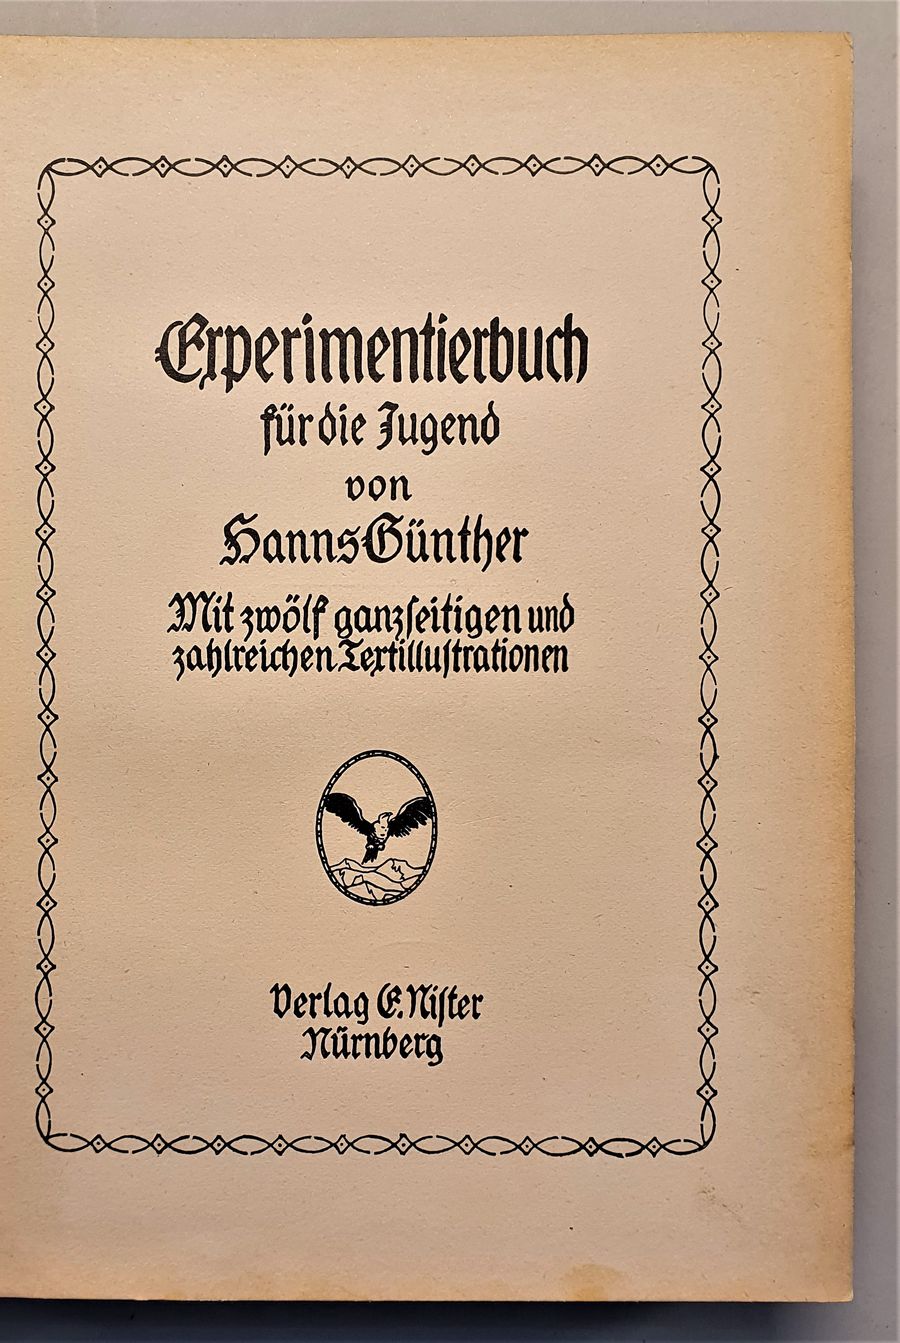 Experimentierbuch
für die Jugend
von
Hanns Günther
Mit zwölf ganzſeitigen und
zahlreichen Textilluſtrationen
Verlag E. Niſter
Nürnberg